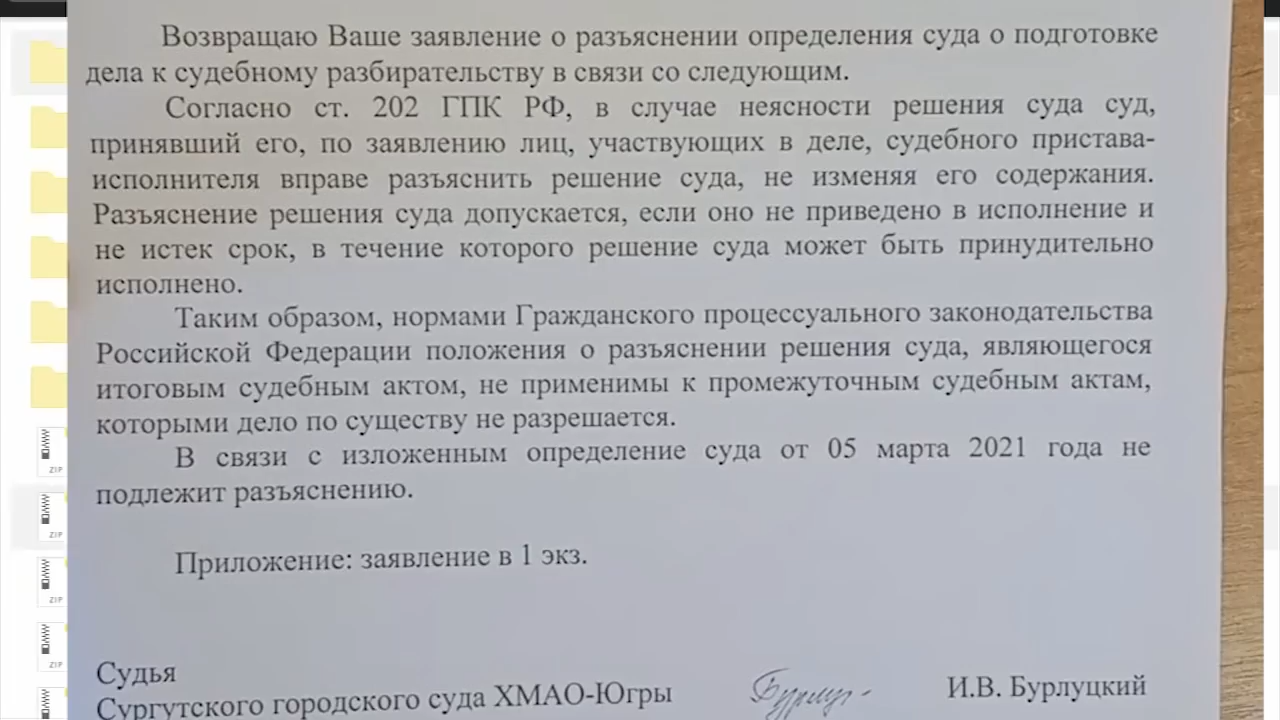 Возвращаю Ваше заявление о разъяснении определения суда о подготовке
дела к судебному разбирательству в связи со следующим.
Согласно ст. 202 ГПК РФ, в случае неясности решения суда суд,
принявший его, по заявлению лиц, участвующих в деле, судебного пристава-
исполнителя вправе разъяснить решение суда, не изменяя его содержания.
Разъяснение решения суда допускается, если оно не приведено в исполнение и
не истек срок, в течение которого решение суда может быть принудительно
исполнено.
Таким образом, нормами Гражданского процессуального законодательства
Российской Федерации положения о разъяснении решения суда, являющегося
итоговым судебным актом, не применимы к промежуточным судебным актам,
которыми дело по существу не разрешается.
В связи с изложенным определение суда от 05 марта 2021 года не
подлежит разъяснению.
Приложение: заявление в 1 экз.
Судья
Сургутского городского суда ХМАО-Югры
И.В. Бурлуцкий
ZIP
ZIP
ZIP
ZIP